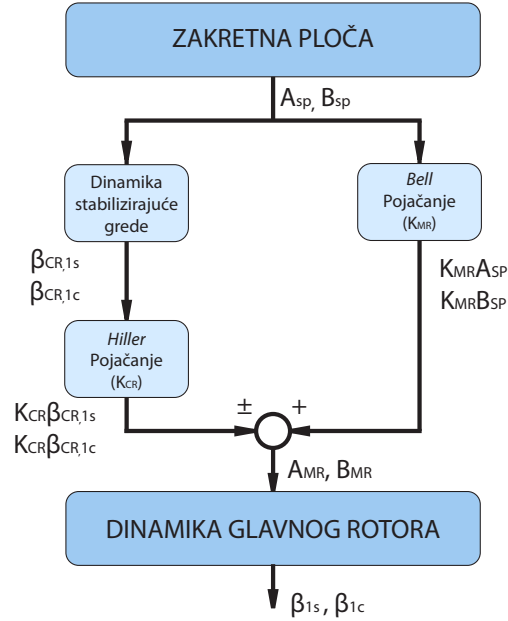 ZAKRETNA PLOČA
Asp, Bsp
Dinamika
stabilizirajuće
grede
Bell
Pojačanje
(KMR)
βCR,1s
βCR,1c
KMRASP
KMRBSP
Hiller
Pojačanje
(KCR)
KCRβCR,1s
KCRβCR,1c
± +
AMR, BMR
DINAMIKA GLAVNOG ROTORA
β1s , β1c